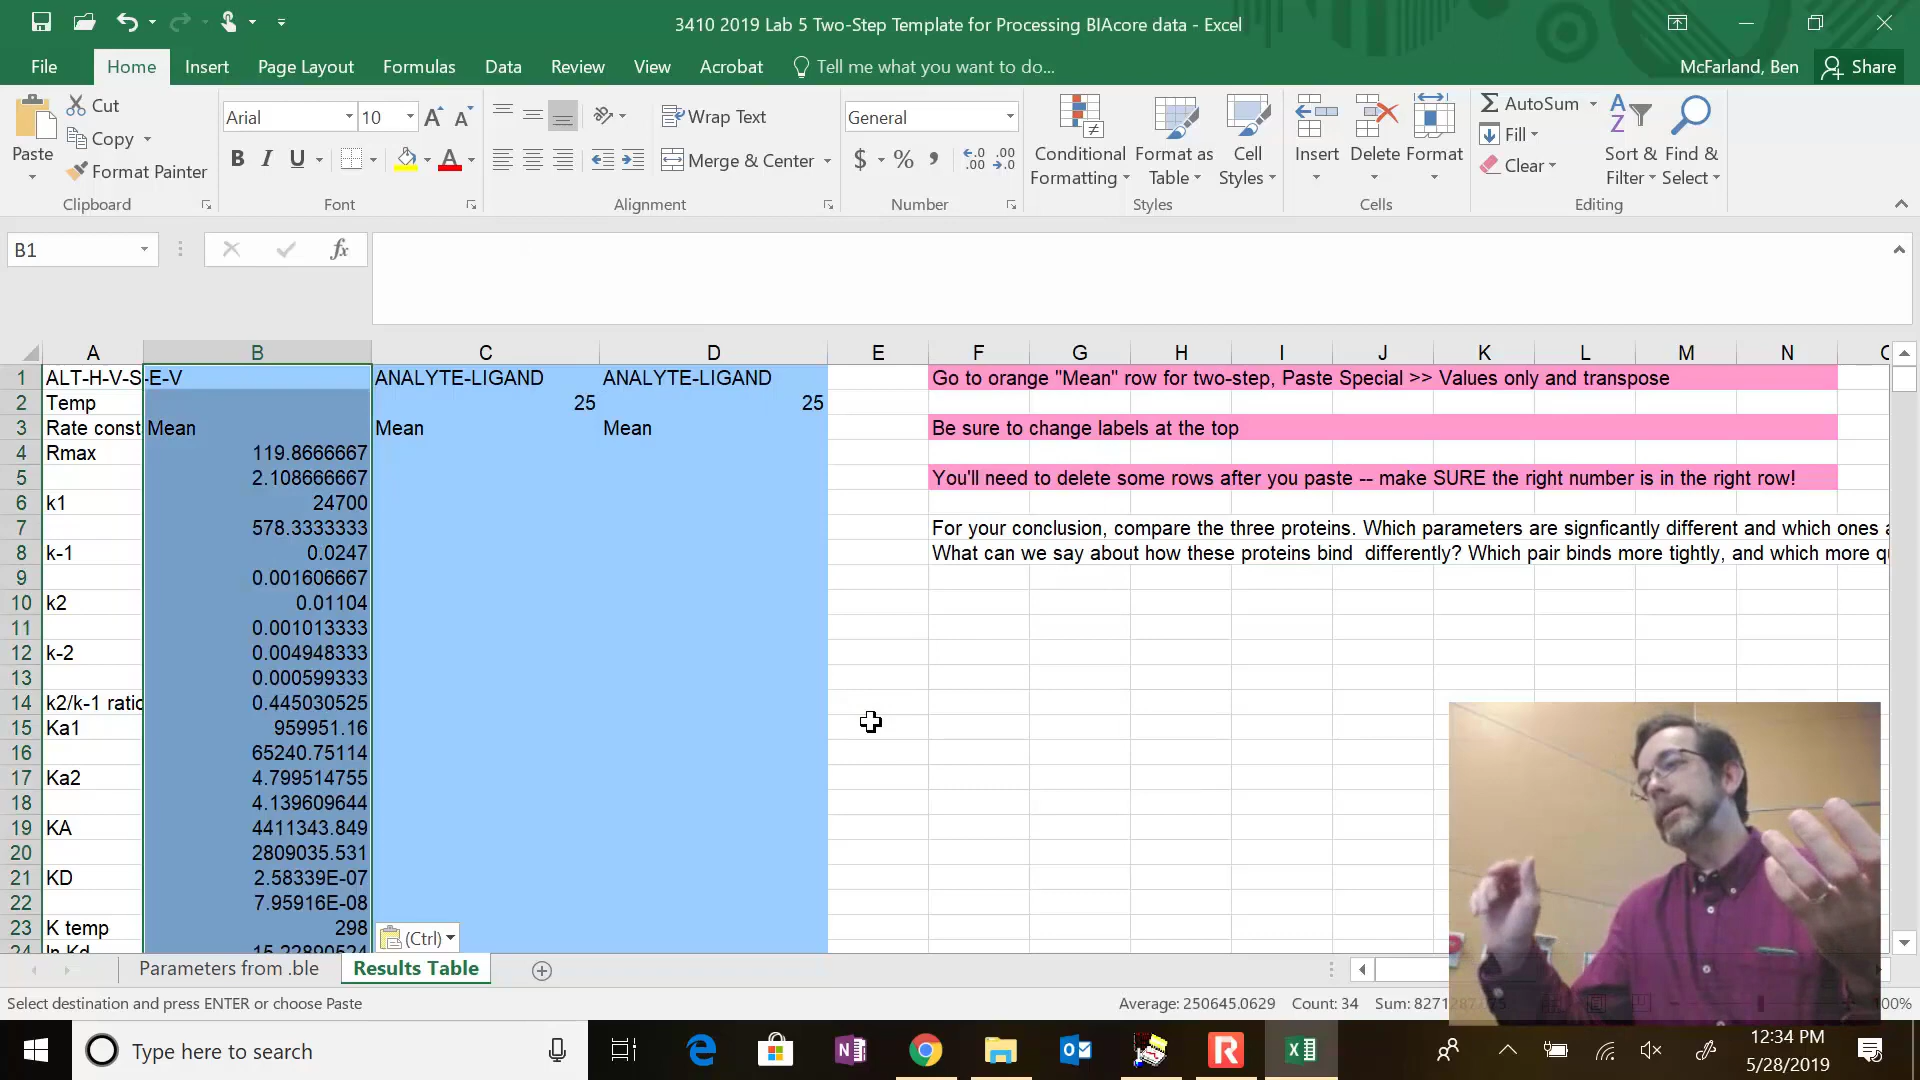 3410 2019 Lab 5 Two-Step Template for Processing BIAcore data - Excel
File Home Insert Page Layout Formulas Data Review View Acrobat Tell me what you want to do... McFarland, Ben Share
Paste Cut Copy Format Painter
Clipboard
Arial 10
B I U A
Font
Wrap Text
Merge & Center
Alignment
General
$ % , .00
Number
Conditional Formatting Format as Table Cell Styles
Styles
Insert Delete Format
Cells
AutoSum Fill Clear Sort & Filter Find & Select
Editing
B1 fx
A B C D E F G H I J K L M N
1 ALT-H-V-S-E-V ANALYTE-LIGAND ANALYTE-LIGAND Go to orange "Mean" row for two-step, Paste Special >> Values only and transpose
2 Temp 25 25
3 Rate const Mean Mean Mean Be sure to change labels at the top
4 Rmax 119.8666667
5 2.108666667 You'll need to delete some rows after you paste -- make SURE the right number is in the right row!
6 k1 24700
7 578.3333333 For your conclusion, compare the three proteins. Which parameters are signficantly different and which ones
8 k-1 0.0247 What can we say about how these proteins bind differently? Which pair binds more tightly, and which more
9 0.001606667
10 k2 0.01104
11 0.001013333
12 k-2 0.004948333
13 0.000599333
14 k2/k-1 ratio 0.445030525
15 Ka1 959951.16
16 65240.75114
17 Ka2 4.799514755
18 4.139609644
19 KA 4411343.849
20 2809035.531
21 KD 2.58339E-07
22 7.95916E-08
23 K temp 298
(Ctrl)
Parameters from .ble Results Table
Select destination and press ENTER or choose Paste Average: 250645.0629 Count: 34 Sum: 100%
Type here to search
12:34 PM
5/28/2019